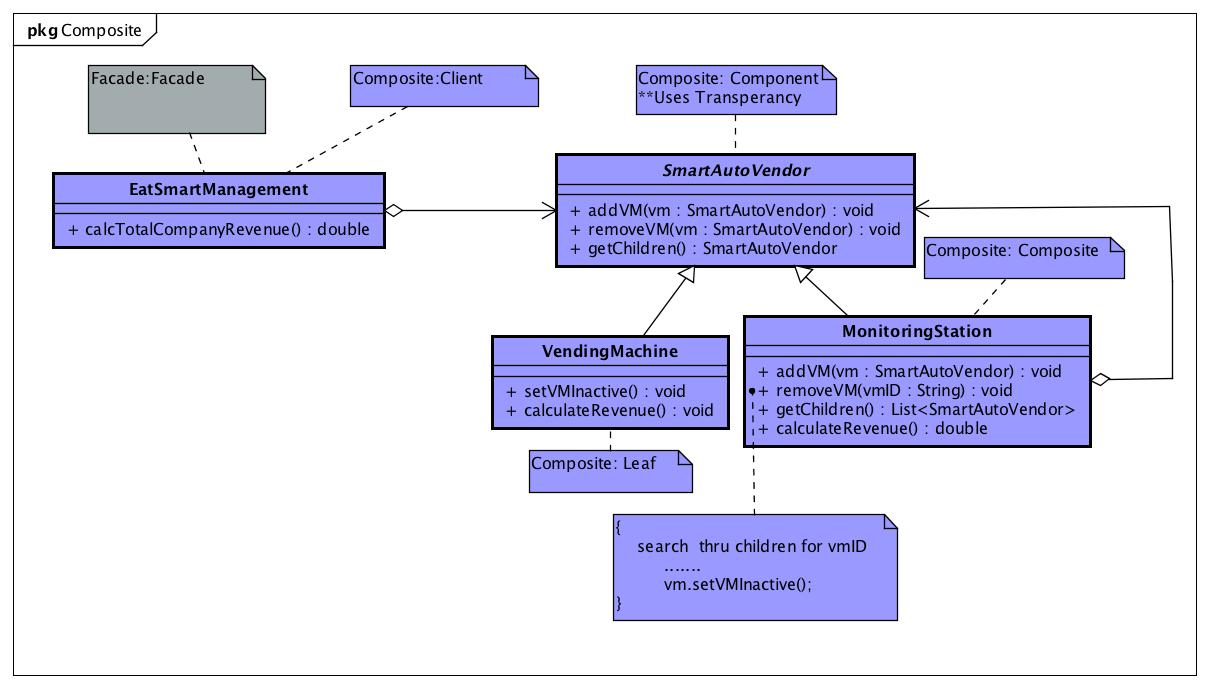 pkg Composite
Facade:Facade
Composite:Client
Composite: Component
**Uses Transperancy
EatSmartManagement
+ calcTotalCompanyRevenue() : double
SmartAutoVendor
+ addVM(vm : SmartAutoVendor) : void
+ removeVM(vm : SmartAutoVendor) : void
+ getChildren() : SmartAutoVendor
Composite: Composite
VendingMachine
+ setVMInactive() : void
+ calculateRevenue() : void
MonitoringStation
+ addVM(vm : SmartAutoVendor) : void
+ removeVM(vmID : String) : void
+ getChildren() : List<SmartAutoVendor>
+ calculateRevenue() : double
Composite: Leaf
{
search thru children for vmID
.......
vm.setVMInactive();
}